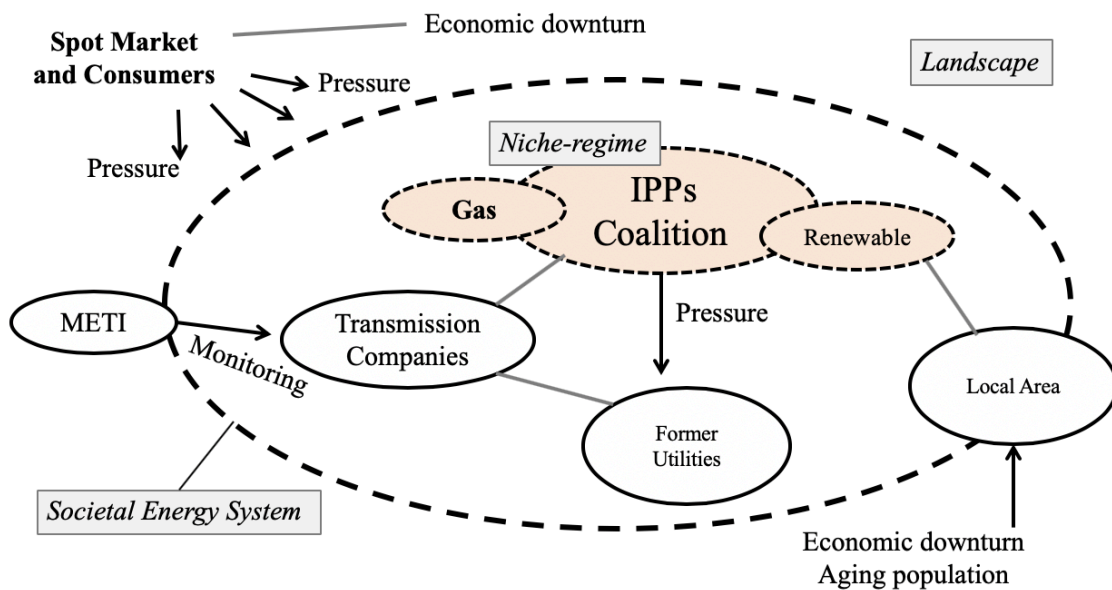 Economic downturn
Spot Market
and Consumers
Landscape
Pressure
Pressure
Niche-regime
IPPs
Coalition
Gas
Renewable
METI
Monitoring
Transmission
Companies
Pressure
Local Area
Former
Utilities
Societal Energy System
Economic downturn
Aging population